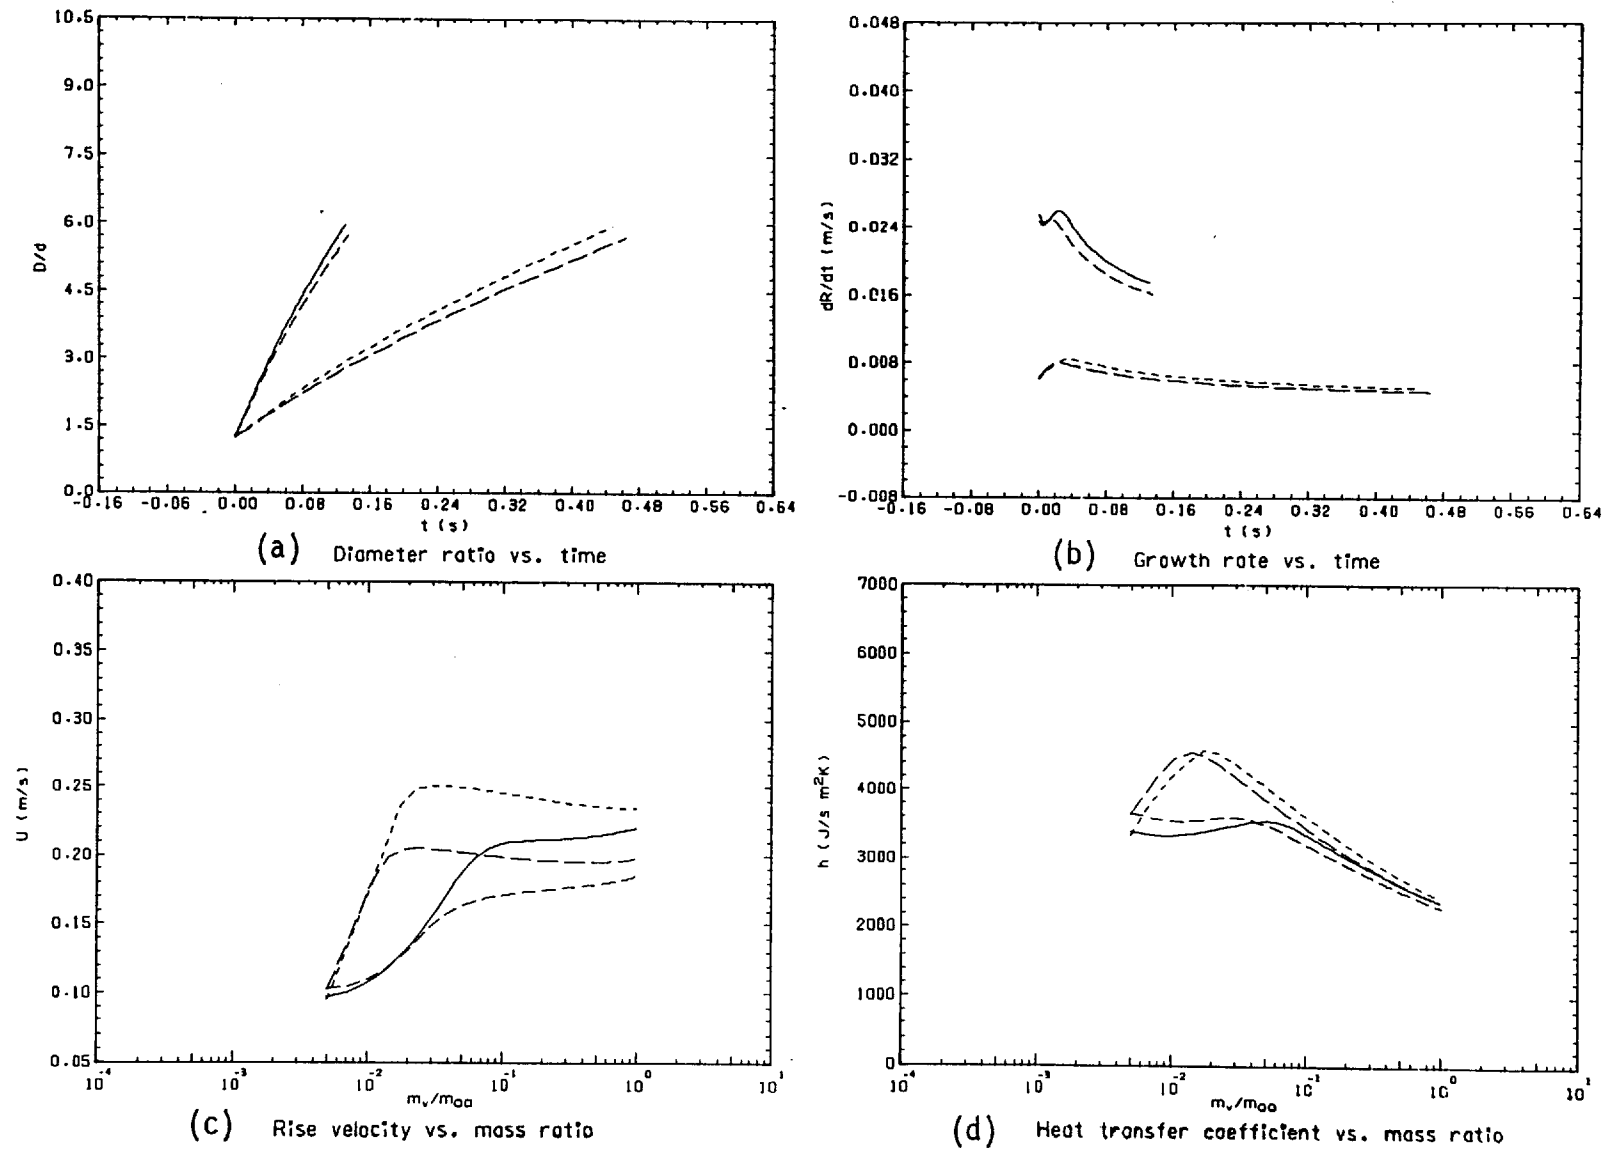 10.5
9.0
7.5
6.0
4.5
3.0
1.5
0.0
D/d
-0.16 -0.06 0.00 0.08 0.16 0.24 0.32 0.40 0.48 0.56 0.64
t (s)
(a) Diameter ratio vs. time
0.048
0.040
0.032
0.024
0.016
0.008
0.000
-0.008
dR/dt (m/s)
-0.16 -0.08 0.00 0.08 0.16 0.24 0.32 0.40 0.48 0.56 0.64
t (s)
(b) Growth rate vs. time
0.40
0.35
0.30
0.25
0.20
0.15
0.10
0.05
U (m/s)
10⁻⁴ 10⁻³ 10⁻² 10⁻¹ 10⁰ 10¹
(c) Rise velocity vs. mass ratio
7000
6000
5000
4000
3000
2000
1000
0
h (J/s m²K)
10⁻⁴ 10⁻³ 10⁻² 10⁻¹ 10⁰ 10¹
(d) Heat transfer coefficient vs. mass ratio